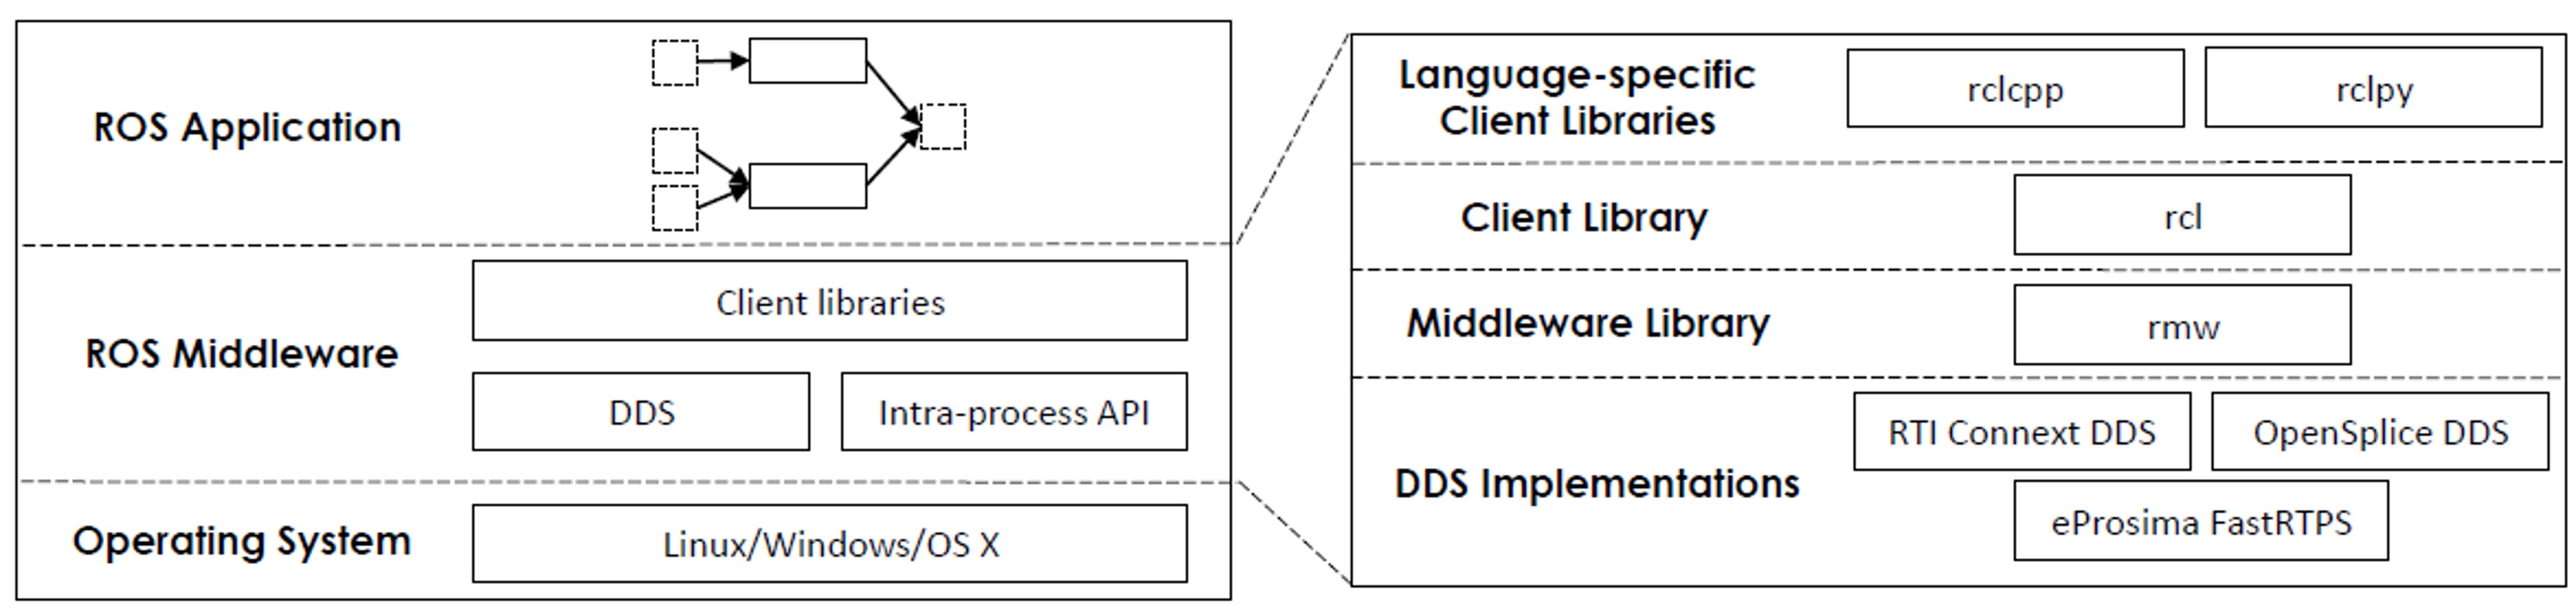 ROS Application
ROS Middleware
Client libraries
DDS
Intra-process API
Operating System
Linux/Windows/OS X
Language-specific
Client Libraries
rclcpp
rclpy
Client Library
rcl
Middleware Library
rmw
DDS Implementations
RTI Connext DDS
OpenSplice DDS
eProsima FastRTPS